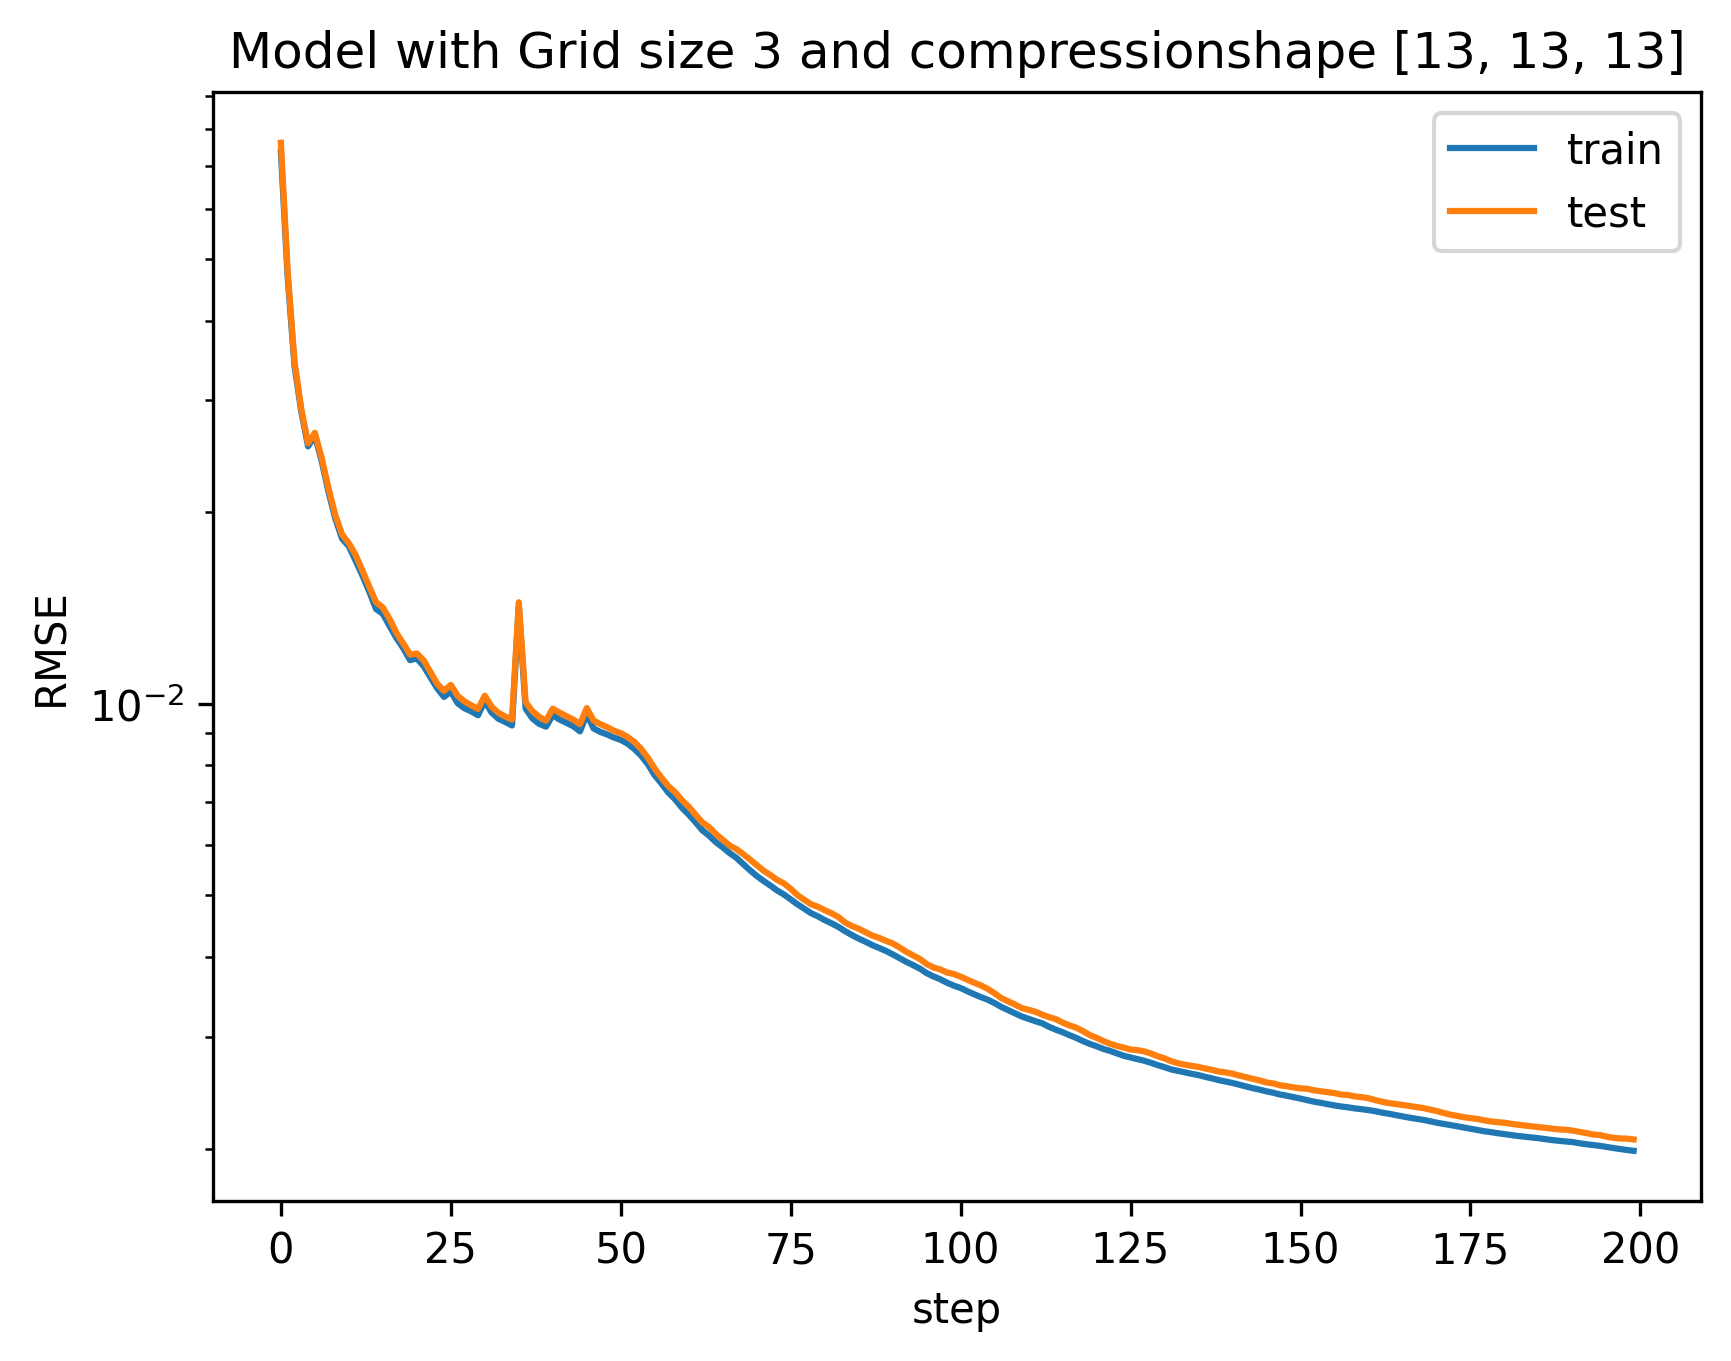 Model with Grid size 3 and compressionshape [13, 13, 13]
train
test
RMSE
10⁻²
0 25 50 75 100 125 150 175 200
step